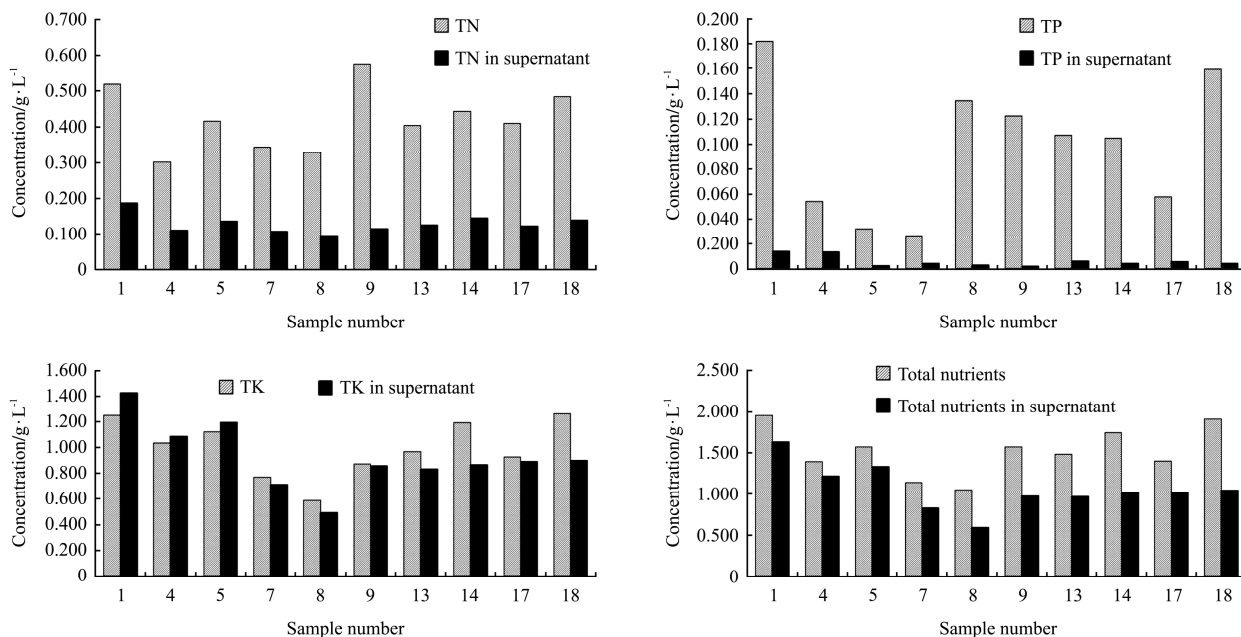 0.700
0.600
0.500
0.400
0.300
0.200
0.100
0
Concentration/g·L⁻¹
TN
TN in supernatant
1 4 5 7 8 9 13 14 17 18
Sample number
0.200
0.180
0.160
0.140
0.120
0.100
0.080
0.060
0.040
0.200
0
Concentration/g·L⁻¹
TP
TP in supernatant
1 4 5 7 8 9 13 14 17 18
Sample number
1.600
1.400
1.200
1.000
0.800
0.600
0.400
0.200
0
Concentration/g·L⁻¹
TK
TK in supernatant
1 4 5 7 8 9 13 14 17 18
Sample number
2.500
2.000
1.500
1.000
0.500
0
Concentration/g·L⁻¹
Total nutrients
Total nutrients in supernatant
1 4 5 7 8 9 13 14 17 18
Sample number